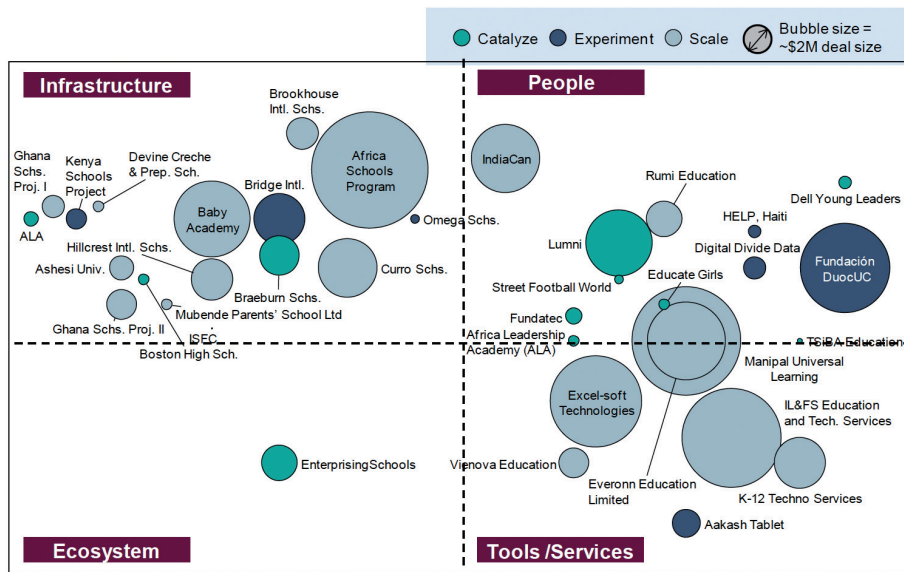 Catalyze
Experiment
Scale
Bubble size =
~$2M deal size
Infrastructure
People
Brookhouse
Intl. Schs.
Ghana
Schs.
Proj. I
Kenya
Schools
Project
Devine Creche
& Prep. Sch.
Africa
Schools
Program
IndiaCan
Rumi Education
Dell Young Leaders
ALA
Baby
Academy
Bridge Intl.
Omega Schs.
HELP, Haiti
Lumni
Digital Divide Data
Hillcrest Intl. Schs.
Ashesi Univ.
Curro Schs.
Fundación
DuocUC
Educate Girls
Street Football World
Braeburn Schs.
Mubende Parents' School Ltd
.
Ghana Schs. Proj. II
ISEC
Boston High Sch.
Fundatec
Africa Leadership
Academy (ALA)
TSiBA Education
Manipal Universal
Learning
Excel-soft
Technologies
IL&FS Education
and Tech. Services
EnterprisingSchools
Vienova Education
Everonn Education
Limited
K-12 Techno Services
Aakash Tablet
Ecosystem
Tools /Services